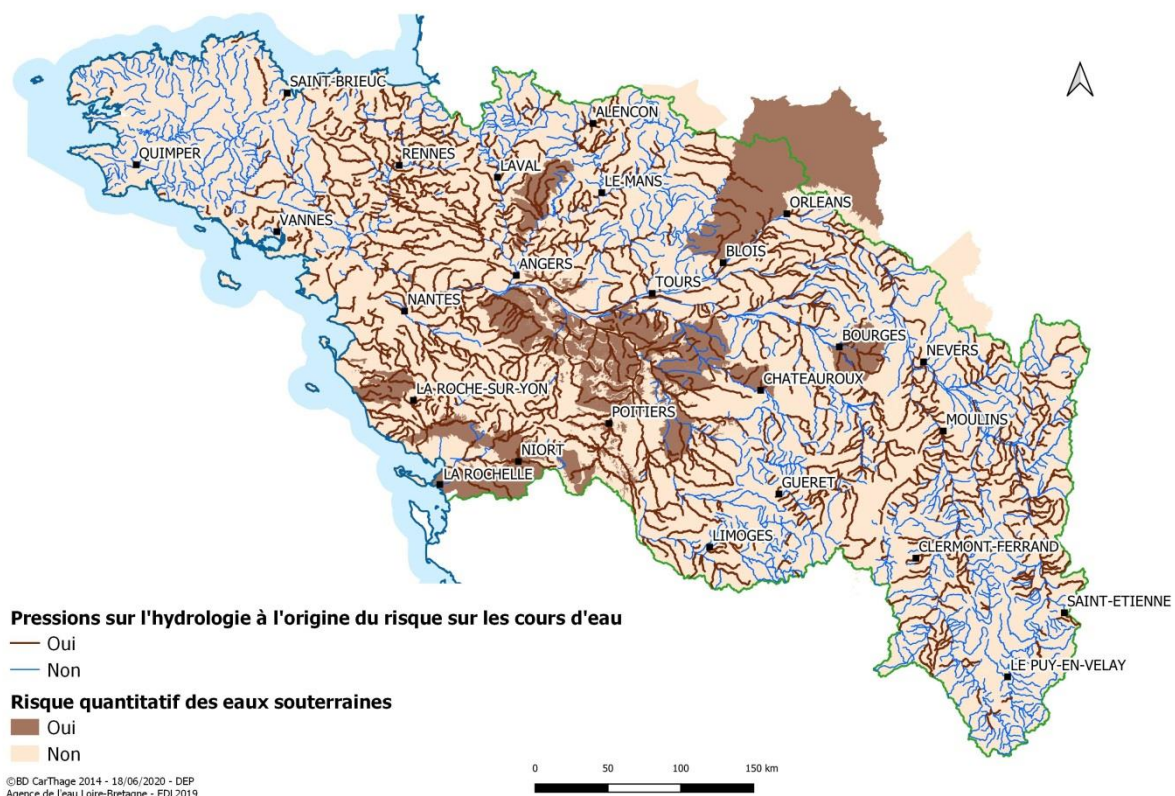 SAINT-BRIEUC
ALENCON
QUIMPER
RENNES
LAVAL
LE-MANS
ORLEANS
VANNES
BLOIS
ANGERS
TOURS
NANTES
BOURGES
NEVERS
CHATEAUROUX
LA ROCHE-SUR-YON
POITIERS
MOULINS
NIORT
LA ROCHELLE
GUERET
LIMOGES
CLERMONT-FERRAND
SAINT-ETIENNE
LE PUY-EN-VELAY
Pressions sur l'hydrologie à l'origine du risque sur les cours d'eau
Oui
Non
Risque quantitatif des eaux souterraines
Oui
Non
©BD CarThage 2014 - 18/06/2020 - DEP
Agence de l'eau Loire-Bretagne - EDL2019
0 50 100 150 km